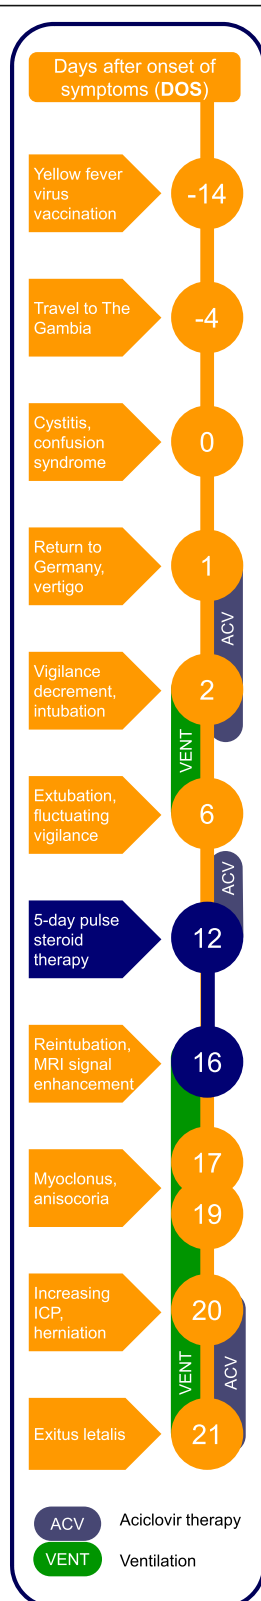 Days after onset of
symptoms (DOS)
Yellow fever
virus
vaccination
-14
Travel to The
Gambia
-4
Cystitis,
confusion
syndrome
0
Return to
Germany,
vertigo
1
ACV
Vigilance
decrement,
intubation
2
VENT
Extubation,
fluctuating
vigilance
6
ACV
5-day pulse
steroid
therapy
12
Reintubation,
MRI signal
enhancement
16
Myoclonus,
anisocoria
17
19
Increasing
ICP,
herniation
20
VENT
ACV
Exitus letalis
21
ACV Aciclovir therapy
VENT Ventilation